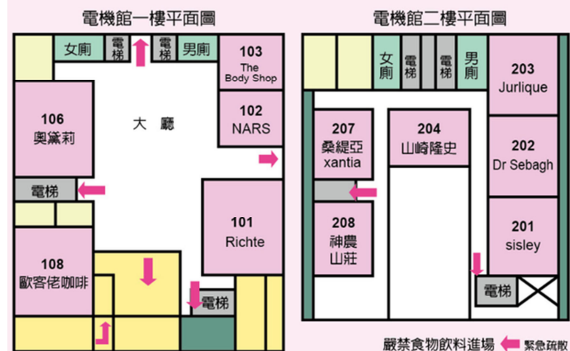 電機館一樓平面圖
女廁
電梯
電梯
男廁
103
The
Body Shop
102
NARS
106
奧黛莉
大廳
電梯
101
Richte
108
歐客佬咖啡
電梯
電機館二樓平面圖
女廁
電梯
電梯
男廁
203
Jurlique
207
桑緹亞
xantia
204
山崎隆史
202
Dr Sebagh
208
神農
山莊
201
sisley
電梯
嚴禁食物飲料進場
緊急疏散